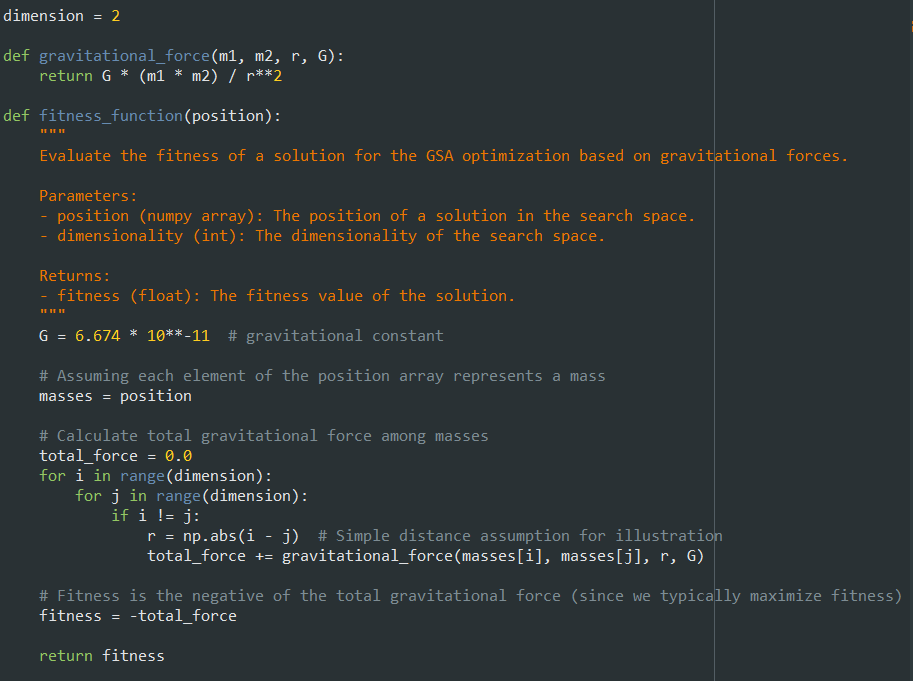 dimension = 2
def gravitational_force(m1, m2, r, G):
    return G * (m1 * m2) / r**2
def fitness_function(position):
    """
    Evaluate the fitness of a solution for the GSA optimization based on gravitational forces.
    Parameters:
    - position (numpy array): The position of a solution in the search space.
    - dimensionality (int): The dimensionality of the search space.
    Returns:
    - fitness (float): The fitness value of the solution.
    """
    G = 6.674 * 10**-11  # gravitational constant
    # Assuming each element of the position array represents a mass
    masses = position
    # Calculate total gravitational force among masses
    total_force = 0.0
    for i in range(dimension):
        for j in range(dimension):
            if i != j:
                r = np.abs(i - j)  # Simple distance assumption for illustration
                total_force += gravitational_force(masses[i], masses[j], r, G)
    # Fitness is the negative of the total gravitational force (since we typically maximize fitness)
    fitness = -total_force
    return fitness